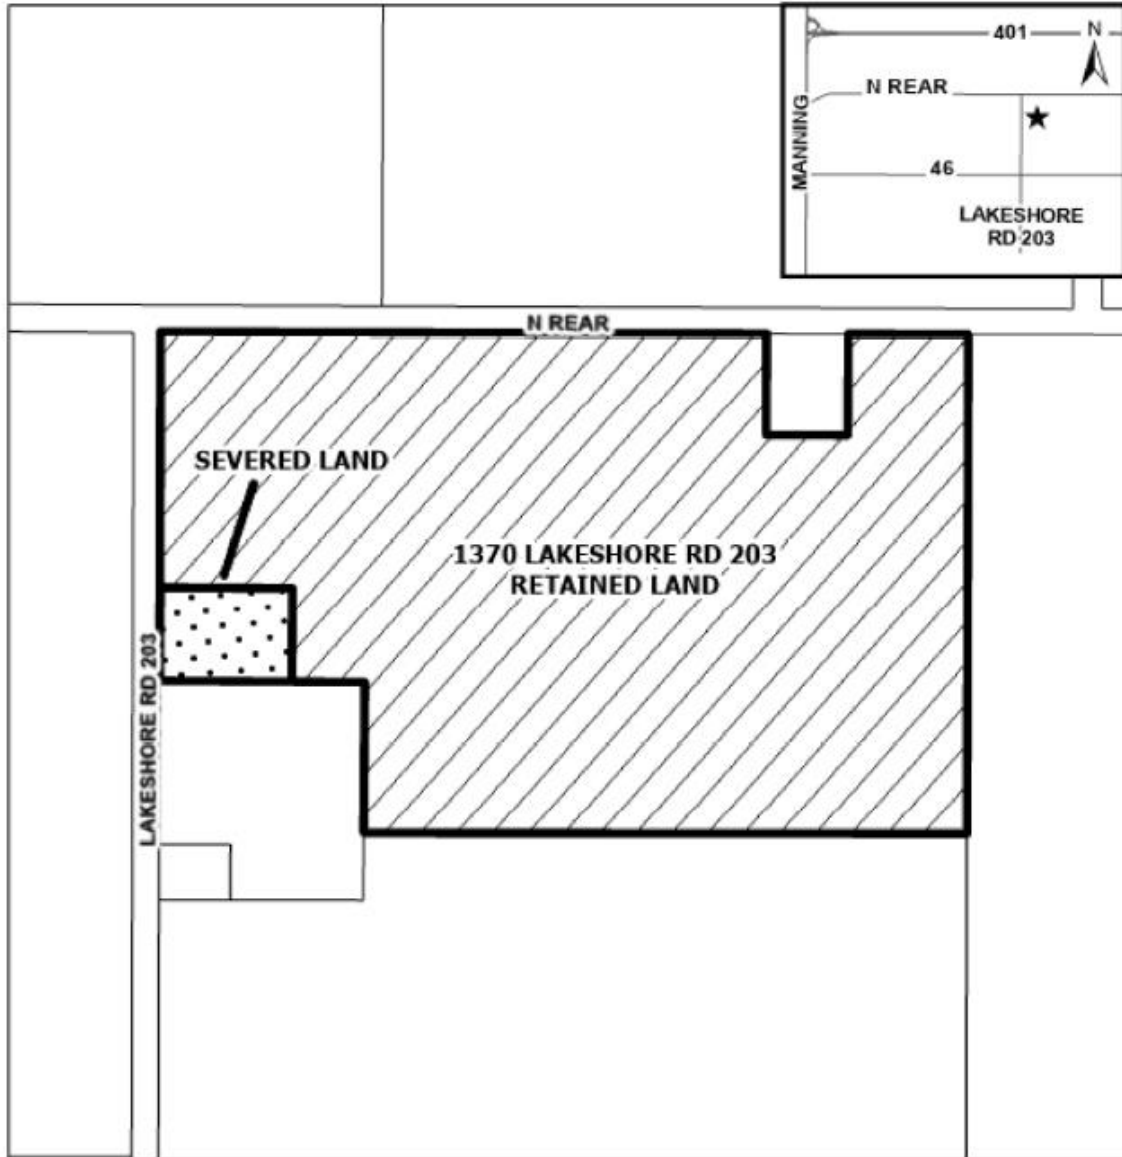 401
N
N REAR
MANNING
46
LAKESHORE
RD 203
N REAR
SEVERED LAND
1370 LAKESHORE RD 203
RETAINED LAND
LAKESHORE RD 203